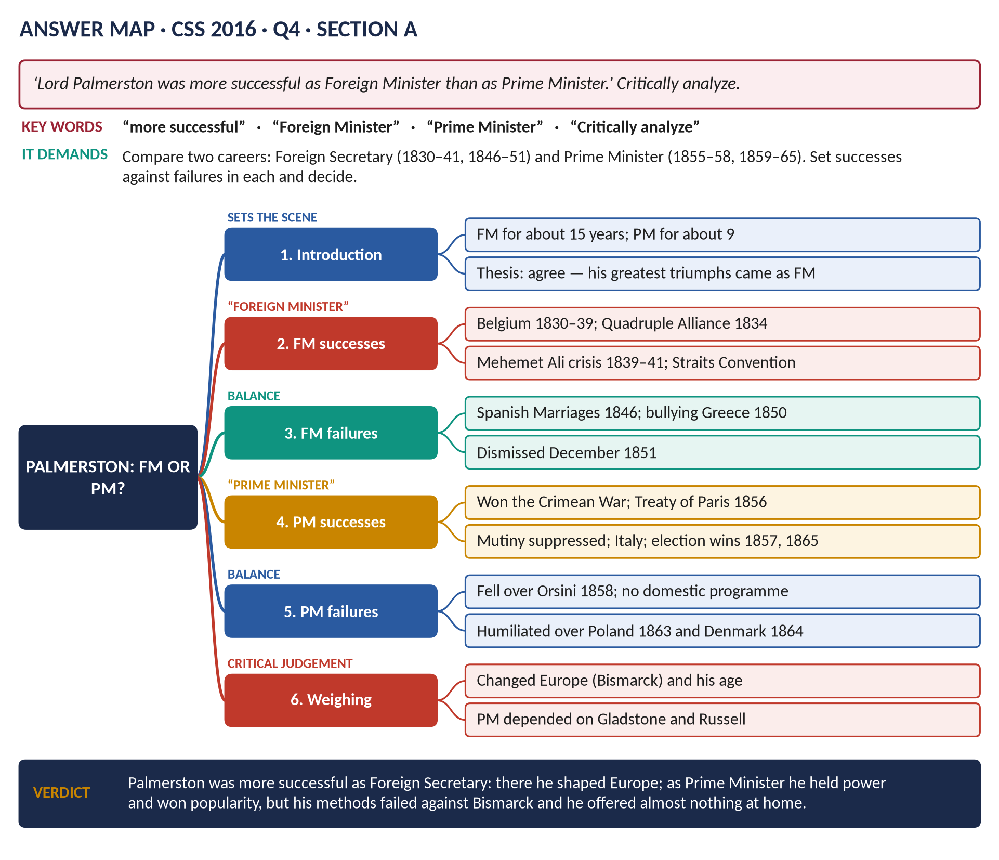 ANSWER MAP · CSS 2016 · Q4 · SECTION A
‘Lord Palmerston was more successful as Foreign Minister than as Prime Minister.’ Critically analyze.
KEY WORDS “more successful” · “Foreign Minister” · “Prime Minister” · “Critically analyze”
IT DEMANDS Compare two careers: Foreign Secretary (1830–41, 1846–51) and Prime Minister (1855–58, 1859–65). Set successes
against failures in each and decide.
PALMERSTON: FM OR
PM?
SETS THE SCENE
1. Introduction
FM for about 15 years; PM for about 9
Thesis: agree — his greatest triumphs came as FM
“FOREIGN MINISTER”
2. FM successes
Belgium 1830–39; Quadruple Alliance 1834
Mehemet Ali crisis 1839–41; Straits Convention
BALANCE
3. FM failures
Spanish Marriages 1846; bullying Greece 1850
Dismissed December 1851
“PRIME MINISTER”
4. PM successes
Won the Crimean War; Treaty of Paris 1856
Mutiny suppressed; Italy; election wins 1857, 1865
BALANCE
5. PM failures
Fell over Orsini 1858; no domestic programme
Humiliated over Poland 1863 and Denmark 1864
CRITICAL JUDGEMENT
6. Weighing
Changed Europe (Bismarck) and his age
PM depended on Gladstone and Russell
VERDICT
Palmerston was more successful as Foreign Secretary: there he shaped Europe; as Prime Minister he held power
and won popularity, but his methods failed against Bismarck and he offered almost nothing at home.